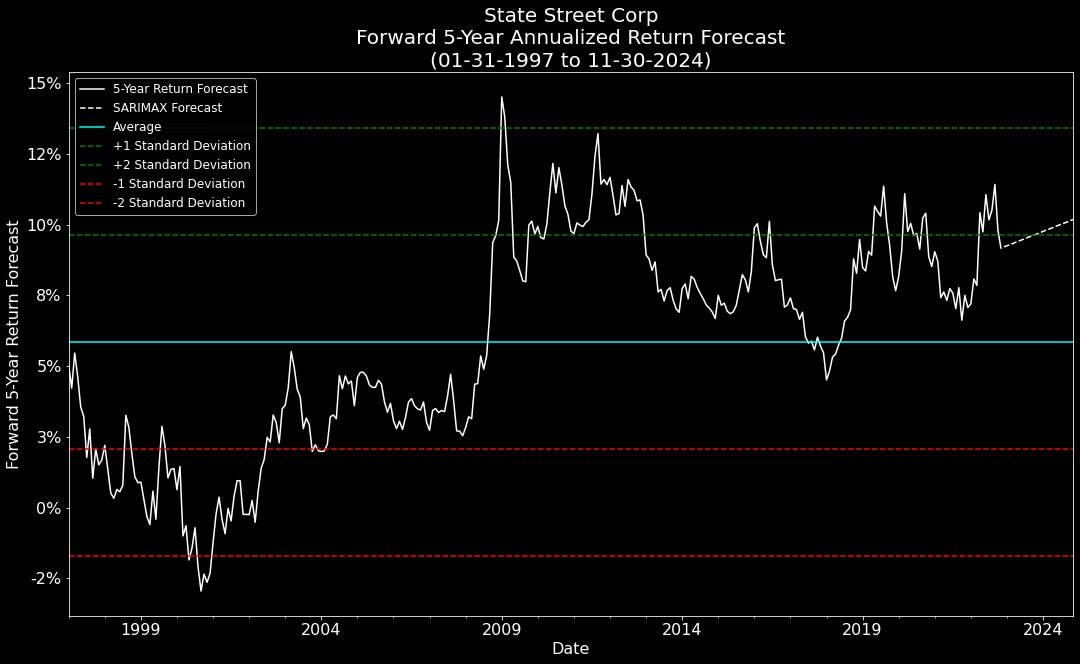 State Street Corp
Forward 5-Year Annualized Return Forecast
(01-31-1997 to 11-30-2024)
15%
12%
10%
8%
5%
3%
0%
-2%
Forward 5-Year Return Forecast
5-Year Return Forecast
SARIMAX Forecast
Average
+1 Standard Deviation
+2 Standard Deviation
-1 Standard Deviation
-2 Standard Deviation
1999
2004
2009
2014
2019
2024
Date